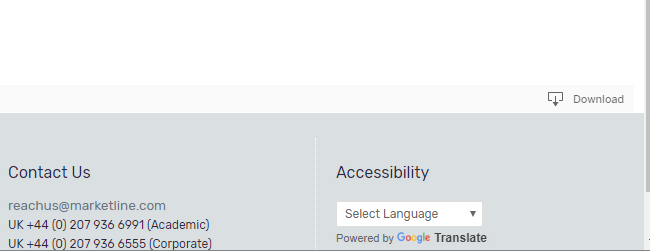 Download
Contact Us
reachus@marketline.com
UK +44 (0) 207 936 6991 (Academic)
UK +44 (0) 207 936 6555 (Corporate)
Accessibility
Select Language
Powered by Google Translate